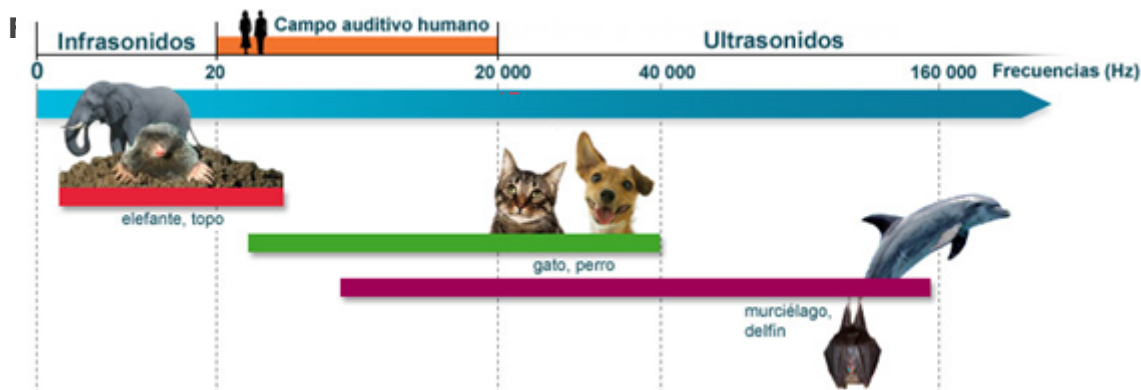 Campo auditivo humano
Infrasonidos
Ultrasonidos
0 20 20 000 40 000 160 000 Frecuencias (Hz)
elefante, topo
gato, perro
murciélago,
delfín